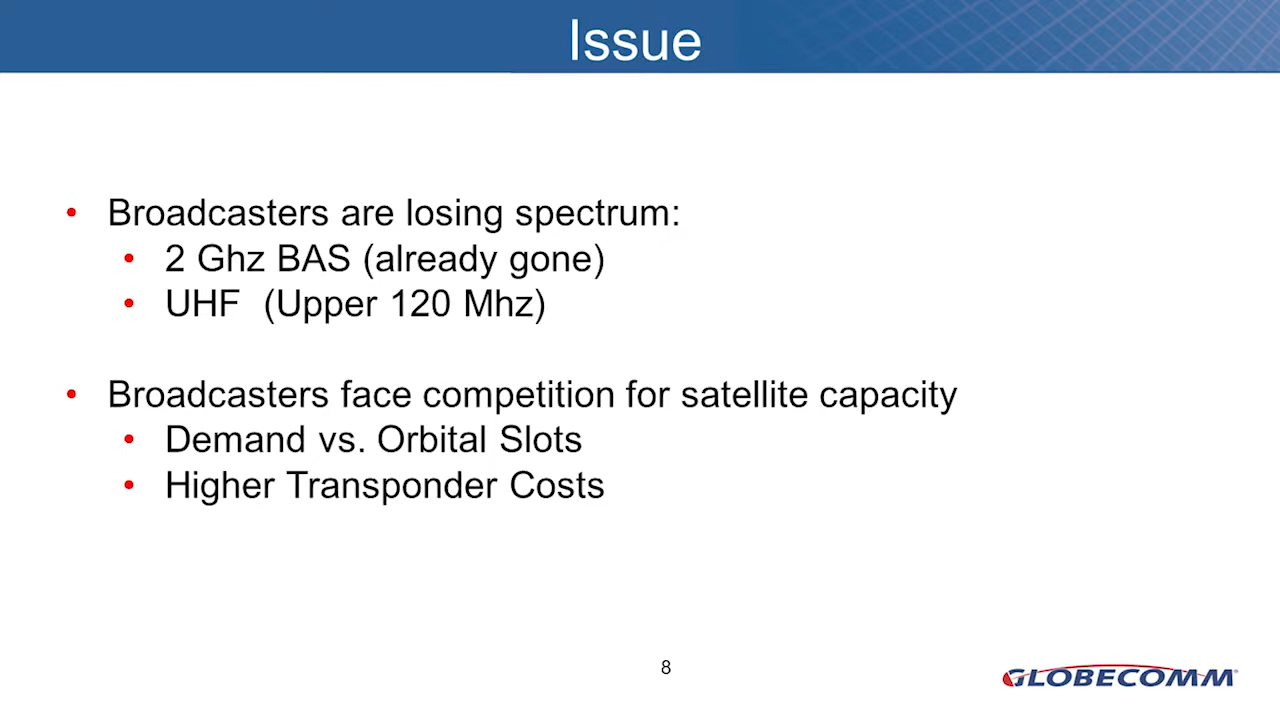 Issue
• Broadcasters are losing spectrum:
• 2 Ghz BAS (already gone)
• UHF (Upper 120 Mhz)
• Broadcasters face competition for satellite capacity
• Demand vs. Orbital Slots
• Higher Transponder Costs
8
GLOBECOMM®